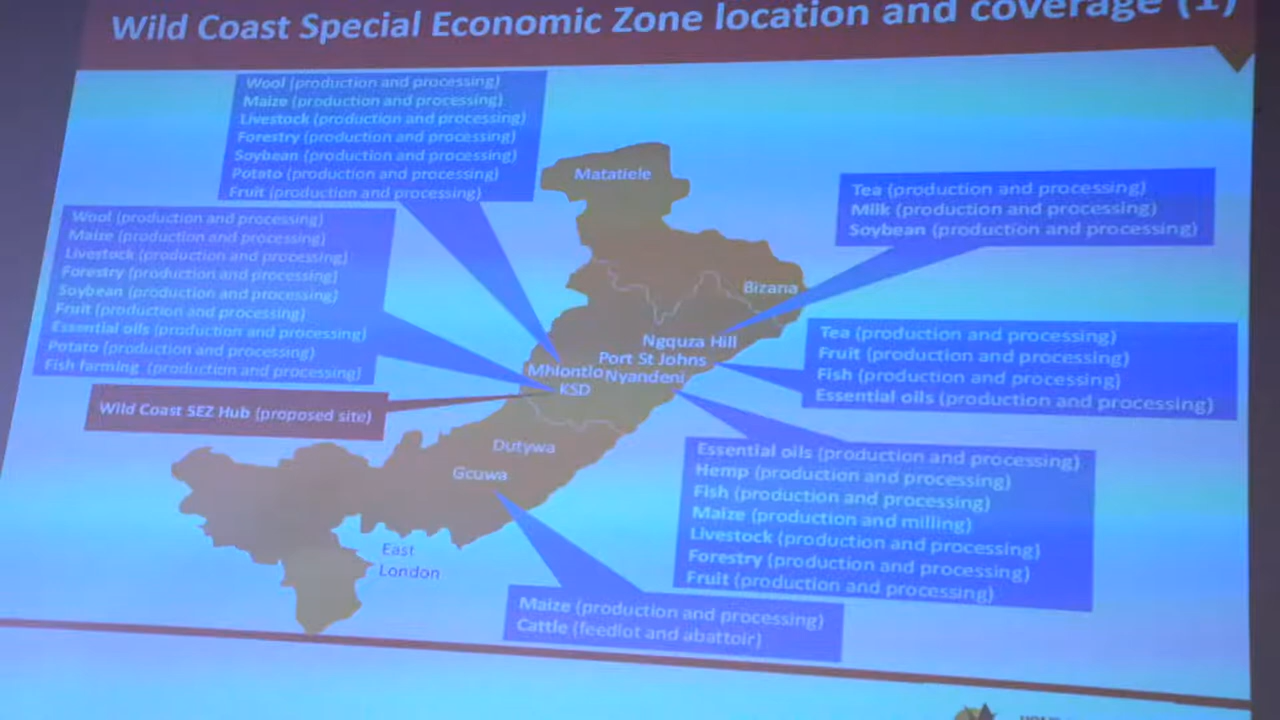 Wild Coast Special Economic Zone location and coverage (1)
Wool (production and processing)
Maize (production and processing)
Livestock (production and processing)
Forestry (production and processing)
Soybean (production and processing)
Potato (production and processing)
Fruit (production and processing)
Wool (production and processing)
Maize (production and processing)
Livestock (production and processing)
Forestry (production and processing)
Soybean (production and processing)
Fruit (production and processing)
Essential oils (production and processing)
Potato (production and processing)
Fish farming (production and processing)
Wild Coast SEZ Hub (proposed site)
Matatiele
Bizana
Ngquza Hill
Port St Johns
Mhlontlo
Nyandeni
KSD
Dutywa
Gcuwa
East
London
Tea (production and processing)
Milk (production and processing)
Soybean (production and processing)
Tea (production and processing)
Fruit (production and processing)
Fish (production and processing)
Essential oils (production and processing)
Essential oils (production and processing)
Hemp (production and processing)
Fish (production and processing)
Maize (production and milling)
Livestock (production and processing)
Forestry (production and processing)
Fruit (production and processing)
Maize (production and processing)
Cattle (feedlot and abattoir)